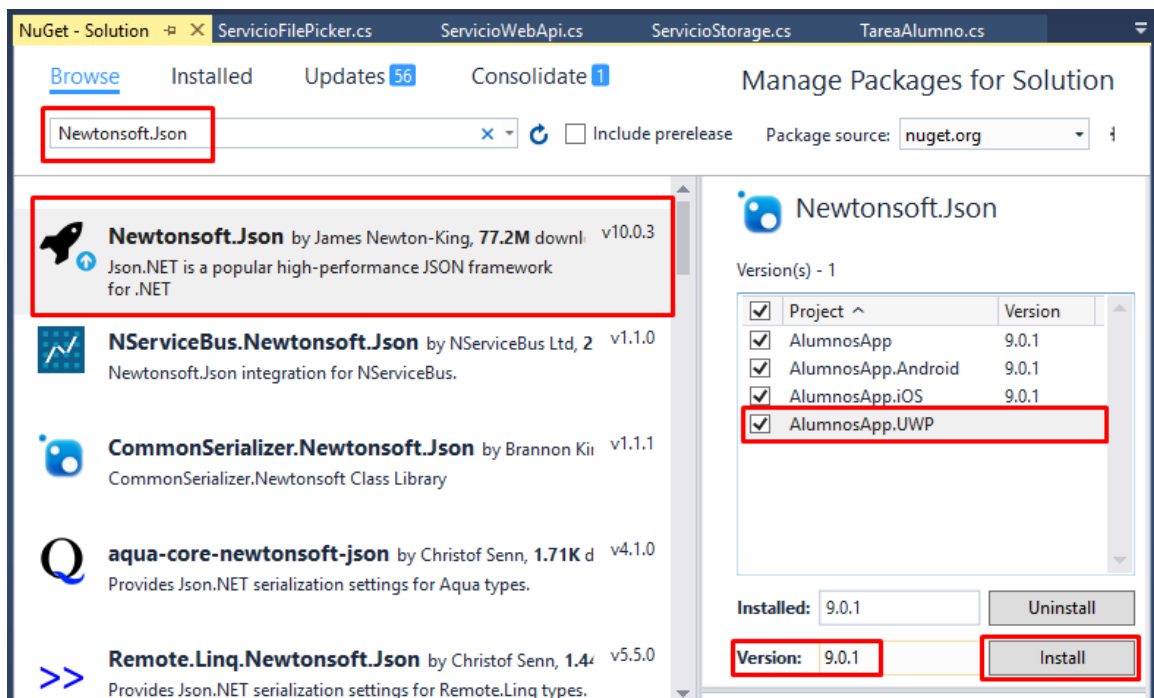 NuGet - Solution ServicioFilePicker.cs ServicioWebApi.cs ServicioStorage.cs TareaAlumno.cs
Browse Installed Updates 56 Consolidate 1 Manage Packages for Solution
Newtonsoft.Json Include prerelease Package source: nuget.org
Newtonsoft.Json by James Newton-King, 77.2M downl v10.0.3
Json.NET is a popular high-performance JSON framework
for .NET
NServiceBus.Newtonsoft.Json by NServiceBus Ltd, 2 v1.1.0
Newtonsoft.Json integration for NServiceBus.
CommonSerializer.Newtonsoft.Json by Brannon Kin v1.1.1
CommonSerializer.Newtonsoft Class Library
aqua-core-newtonsoft-json by Christof Senn, 1.71K d v4.1.0
Provides Json.NET serialization settings for Aqua types.
Remote.Linq.Newtonsoft.Json by Christof Senn, 1.44 v5.5.0
Provides Json.NET serialization settings for Remote.Linq types.
Newtonsoft.Json
Version(s) - 1
Project Version
AlumnosApp 9.0.1
AlumnosApp.Android 9.0.1
AlumnosApp.iOS 9.0.1
AlumnosApp.UWP
Installed: 9.0.1 Uninstall
Version: 9.0.1 Install